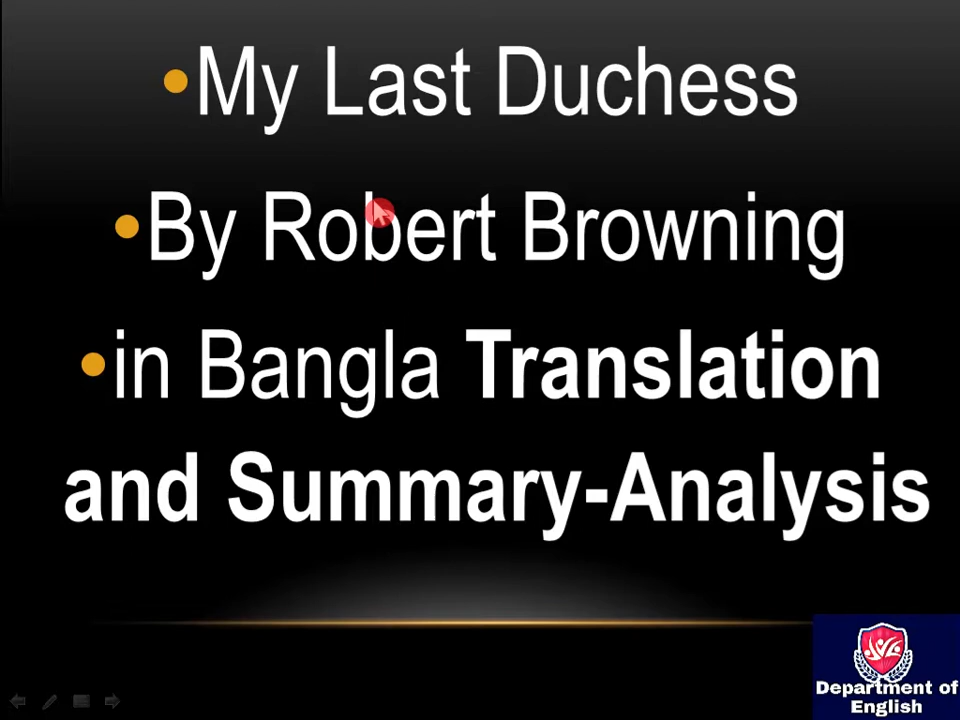 •My Last Duchess
•By Robert Browning
•in Bangla Translation
and Summary-Analysis
Department of
English